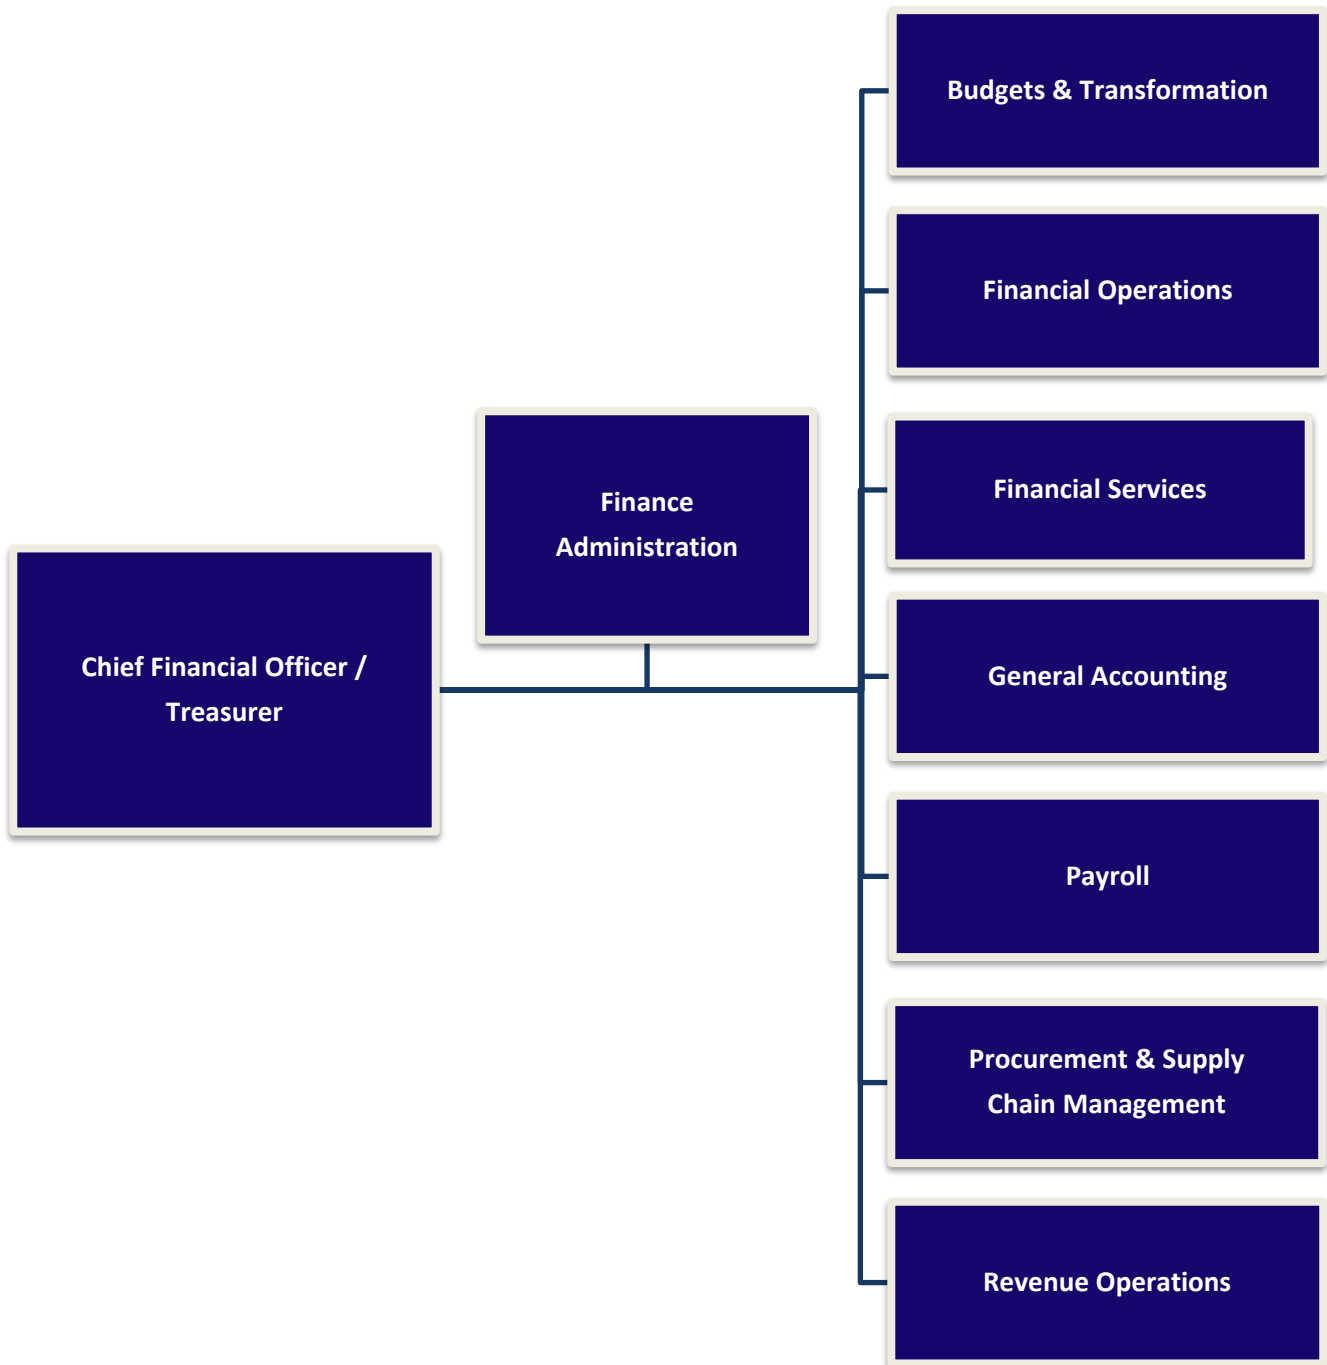 Chief Financial Officer /
Treasurer
Finance
Administration
Budgets & Transformation
Financial Operations
Financial Services
General Accounting
Payroll
Procurement & Supply
Chain Management
Revenue Operations